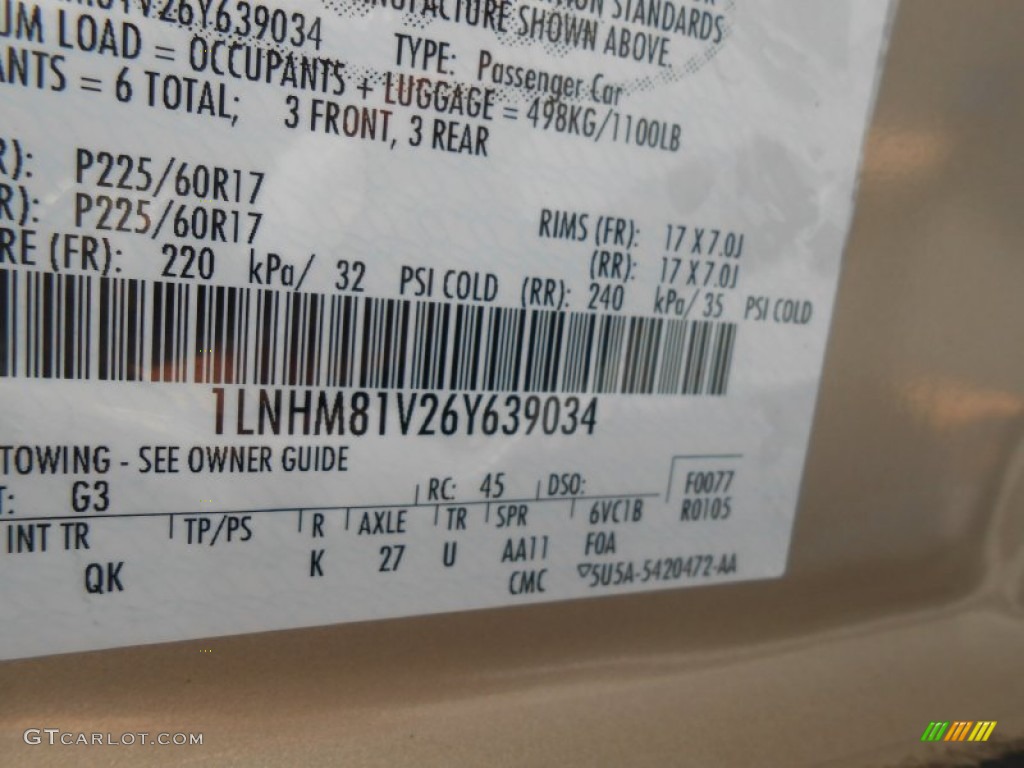 TION STANDARDS
NUFACTURE SHOWN ABOVE.
81V26Y639034
TYPE: Passenger Car
UM LOAD = OCCUPANTS + LUGGAGE = 498KG/1100LB
ANTS = 6 TOTAL; 3 FRONT, 3 REAR
R): P225/60R17
R): P225/60R17
RIMS (FR): 17 X 7.0J
(RR): 17 X 7.0J
RE (FR): 220 kPa/ 32 PSI COLD (RR): 240 kPa/ 35 PSI COLD
1LNHM81V26Y639034
TOWING - SEE OWNER GUIDE
T: G3
RC: 45 DSO: F0077
R0105
INT TR TP/PS R AXLE TR SPR 6VC1B
QK K 27 U AA11 F0A
CMC ▽5U5A-5420472-AA
GTCARLOT.COM